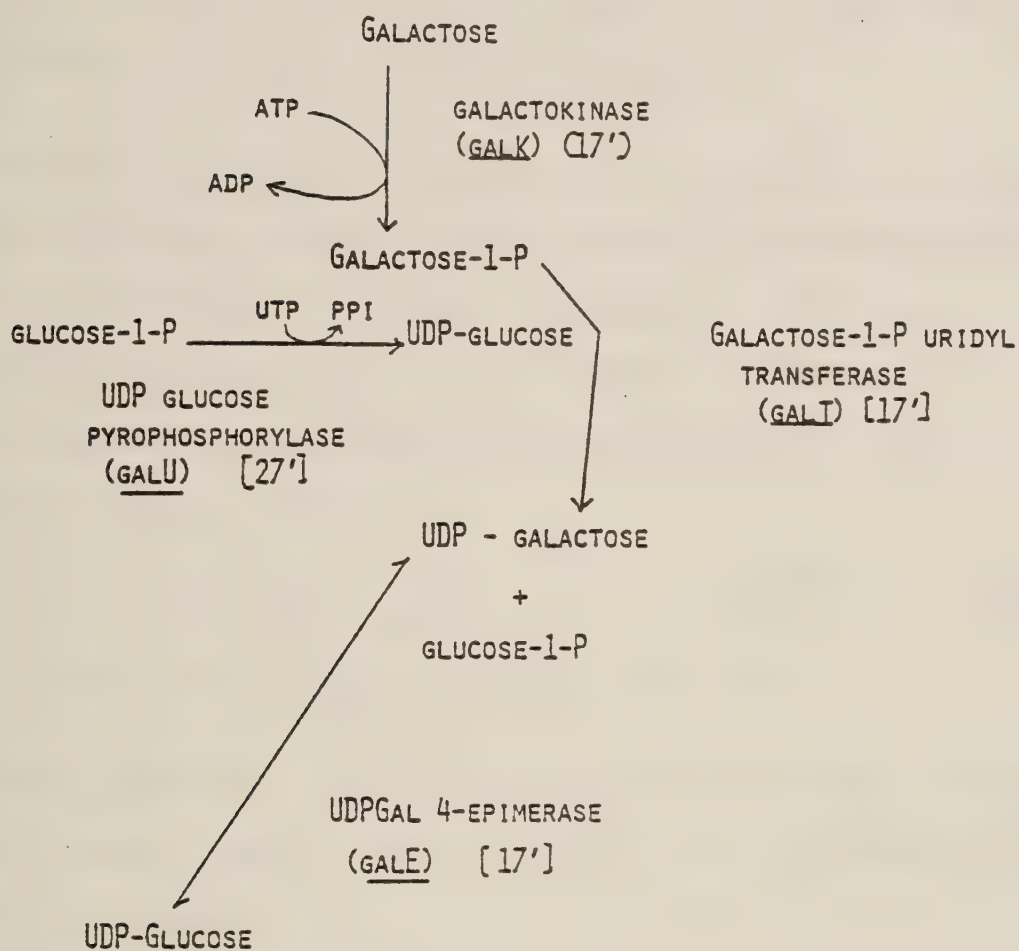 GALACTOSE
ATP
GALACTOKINASE
(GALK) (17')
ADP
GALACTOSE-1-P
UTP PPI
GLUCOSE-1-P
UDP-GLUCOSE
GALACTOSE-1-P URIDYL
TRANSFERASE
(GALT) [17']
UDP GLUCOSE
PYROPHOSPHORYLASE
(GALU) [27']
UDP - GALACTOSE
+
GLUCOSE-1-P
UDPGAL 4-EPIMERASE
(GALE) [17']
UDP-GLUCOSE